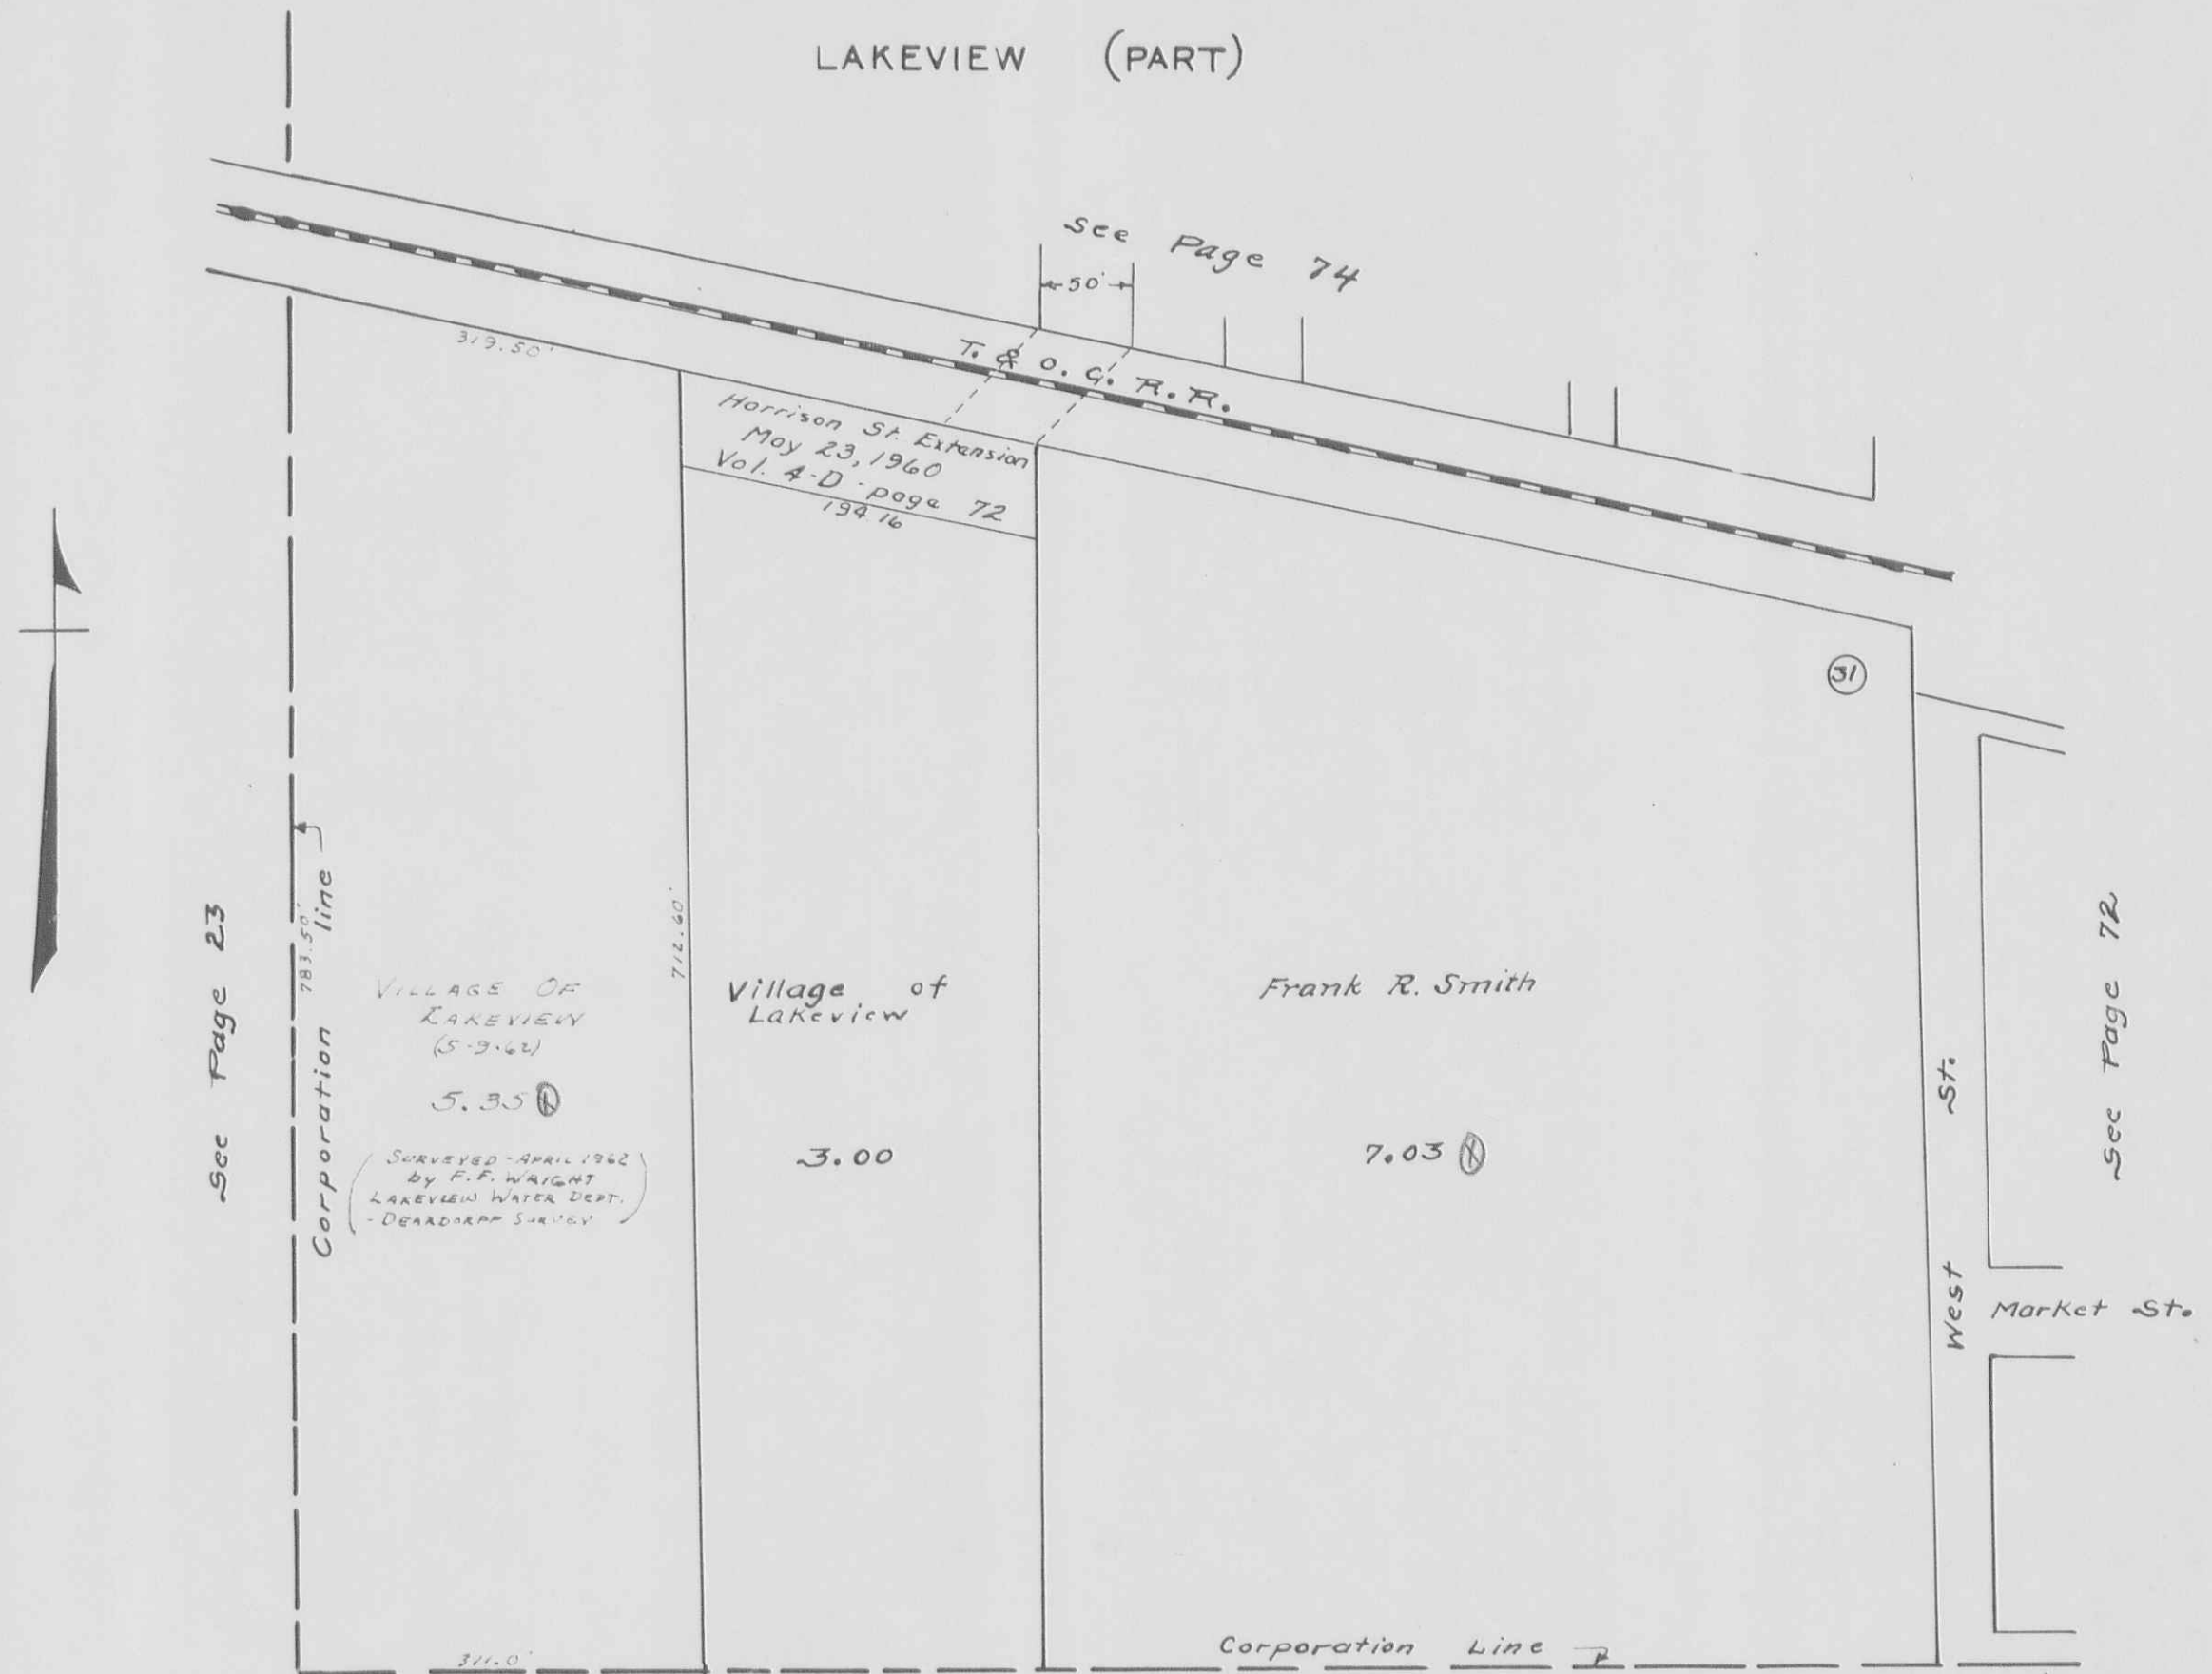 LAKEVIEW (PART)
See Page 74
50'
T. & O. C. R. R.
319.50'
Harrison St. Extension
May 23, 1960
Vol. 4-D - page 72
194.16
31
See Page 23
783.50'
Corporation line
712.60'
VILLAGE OF
LAKEVIEW
(5-9-62)
5.35
(SURVEYED - APRIL 1962
by F.F. WRIGHT
LAKEVIEW WATER DEPT.
- DEARDORFF SURVEY)
Village of
Lakeview
3.00
Frank R. Smith
7.03
West St.
See Page 72
Market St.
Corporation Line
311.0'